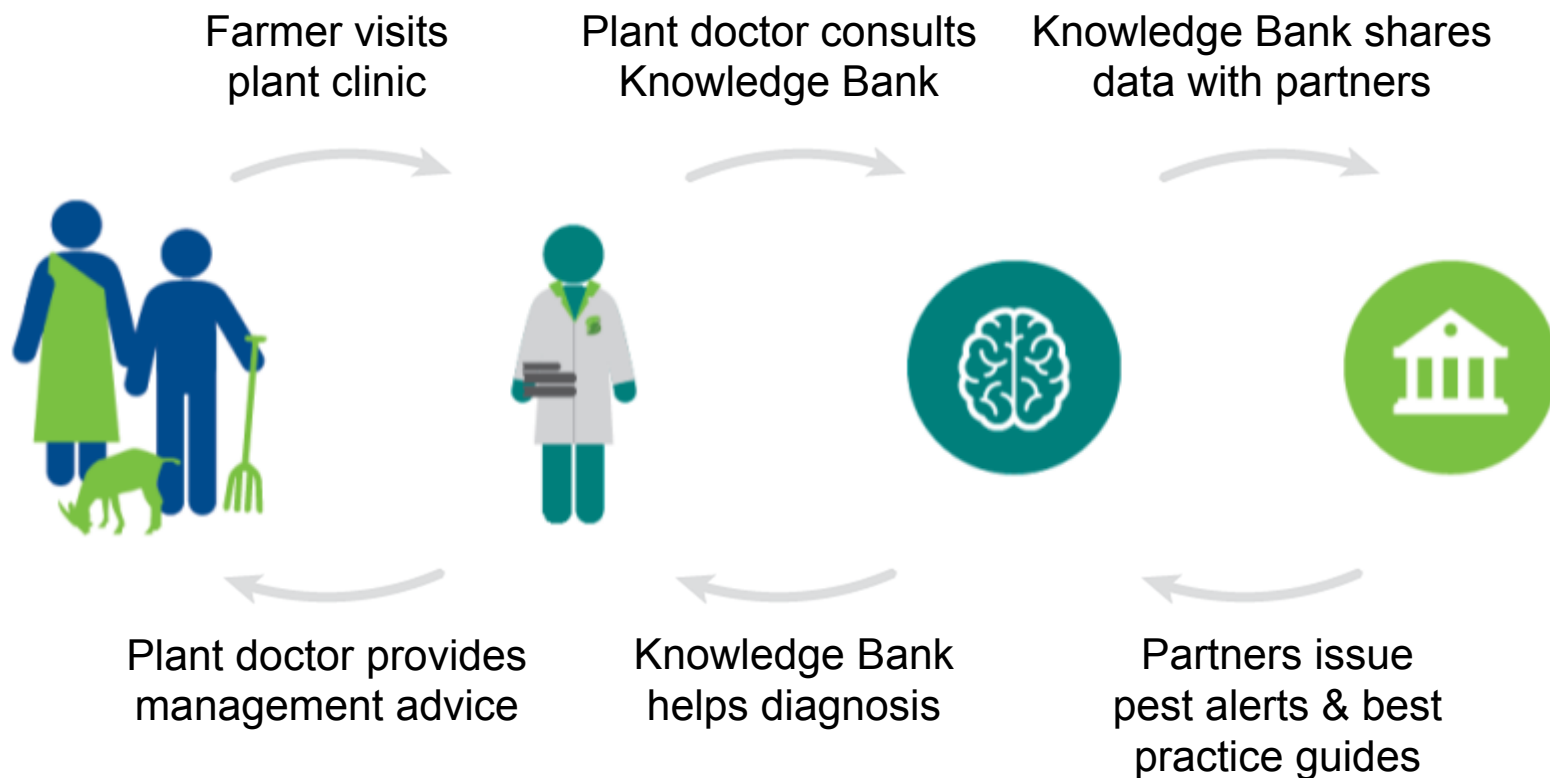 Farmer visits
plant clinic
Plant doctor consults
Knowledge Bank
Knowledge Bank shares
data with partners
Plant doctor provides
management advice
Knowledge Bank
helps diagnosis
Partners issue
pest alerts & best
practice guides